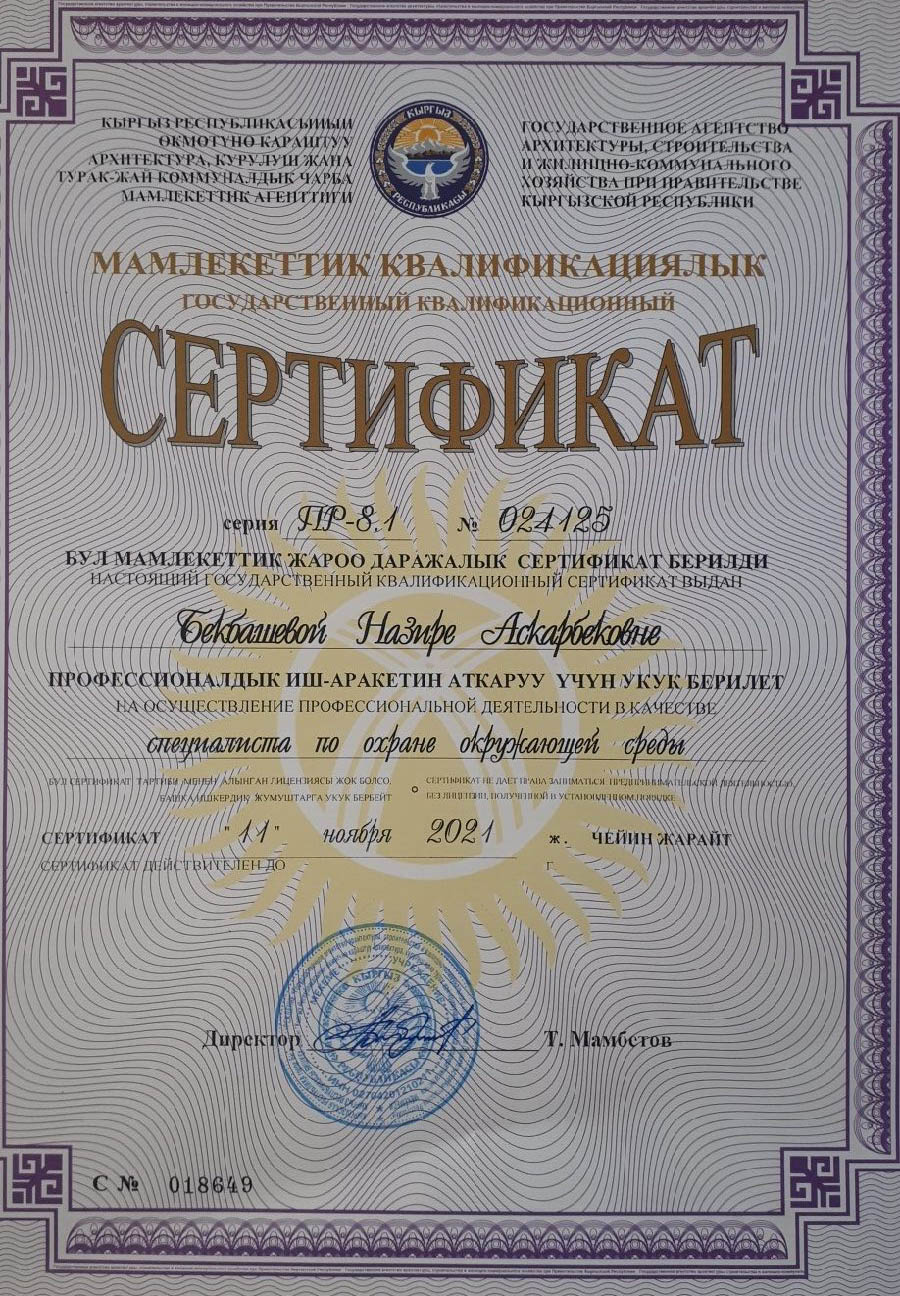 КЫРГЫЗ РЕСПУБЛИКАСЫНЫН
ОКМОТУНО КАРАШТУУ
АРХИТЕКТУРА, КУРУЛУШ ЖАНА
ТУРАК-ЖАЙ КОММУНАЛДЫК ЧАРБА
МАМЛЕКЕТТИК АГЕНТТИГИ
КЫРГЫЗ
РЕСПУБЛИКАСЫ
ГОСУДАРСТВЕННОЕ АГЕНТСТВО
АРХИТЕКТУРЫ, СТРОИТЕЛЬСТВА
И ЖИЛИЩНО-КОММУНАЛЬНОГО
ХОЗЯЙСТВА ПРИ ПРАВИТЕЛЬСТВЕ
КЫРГЫЗСКОЙ РЕСПУБЛИКИ
МАМЛЕКЕТТИК КВАЛИФИКАЦИЯЛЫК
ГОСУДАРСТВЕННЫЙ КВАЛИФИКАЦИОННЫЙ
СЕРТИФИКАТ
серия ПР-8.1 № 024125
БУЛ МАМЛЕКЕТТИК ЖАРОО ДАРАЖАЛЫК СЕРТИФИКАТ БЕРИЛДИ
НАСТОЯЩИЙ ГОСУДАРСТВЕННЫЙ КВАЛИФИКАЦИОННЫЙ СЕРТИФИКАТ ВЫДАН
Бекбашевой Назире Аскарбековне
ПРОФЕССИОНАЛДЫК ИШ-АРАКЕТИН АТКАРУУ ҮЧҮН УКУК БЕРИЛЕТ
НА ОСУЩЕСТВЛЕНИЕ ПРОФЕССИОНАЛЬНОЙ ДЕЯТЕЛЬНОСТИ В КАЧЕСТВЕ
специалиста по охране окружающей среды
БУЛ СЕРТИФИКАТ ТАРТИБИ МЕНЕН АЛЫНГАН ЛИЦЕНЗИЯСЫ ЖОК БОЛСО,
БАШКА ИШКЕРДИК ЖУМУШТАРГА УКУК БЕРБЕЙТ
СЕРТИФИКАТ НЕ ДАЕТ ПРАВА ЗАНИМАТЬСЯ ПРЕДПРИНИМАТЕЛЬСКОЙ ДЕЯТЕЛЬНОСТЬЮ,
БЕЗ ЛИЦЕНЗИИ, ПОЛУЧЕННОЙ В УСТАНОВЛЕННОМ ПОРЯДКЕ
СЕРТИФИКАТ "11" ноября 2021 ж. ЧЕЙИН ЖАРАЙТ
СЕРТИФИКАТ ДЕЙСТВИТЕЛЕН ДО г.
Директор Т. Мамбетов
С № 018649